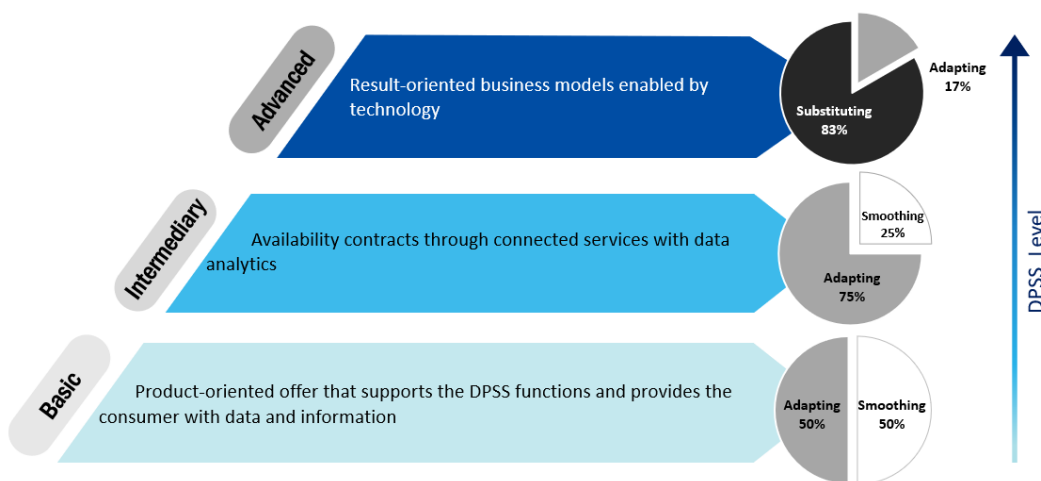 Advanced
Result-oriented business models enabled by
technology
Substituting
83%
Adapting
17%
Intermediary
Availability contracts through connected services with data
analytics
Smoothing
25%
Adapting
75%
Basic
Product-oriented offer that supports the DPSS functions and provides the
consumer with data and information
Adapting
50%
Smoothing
50%
DPSS Level